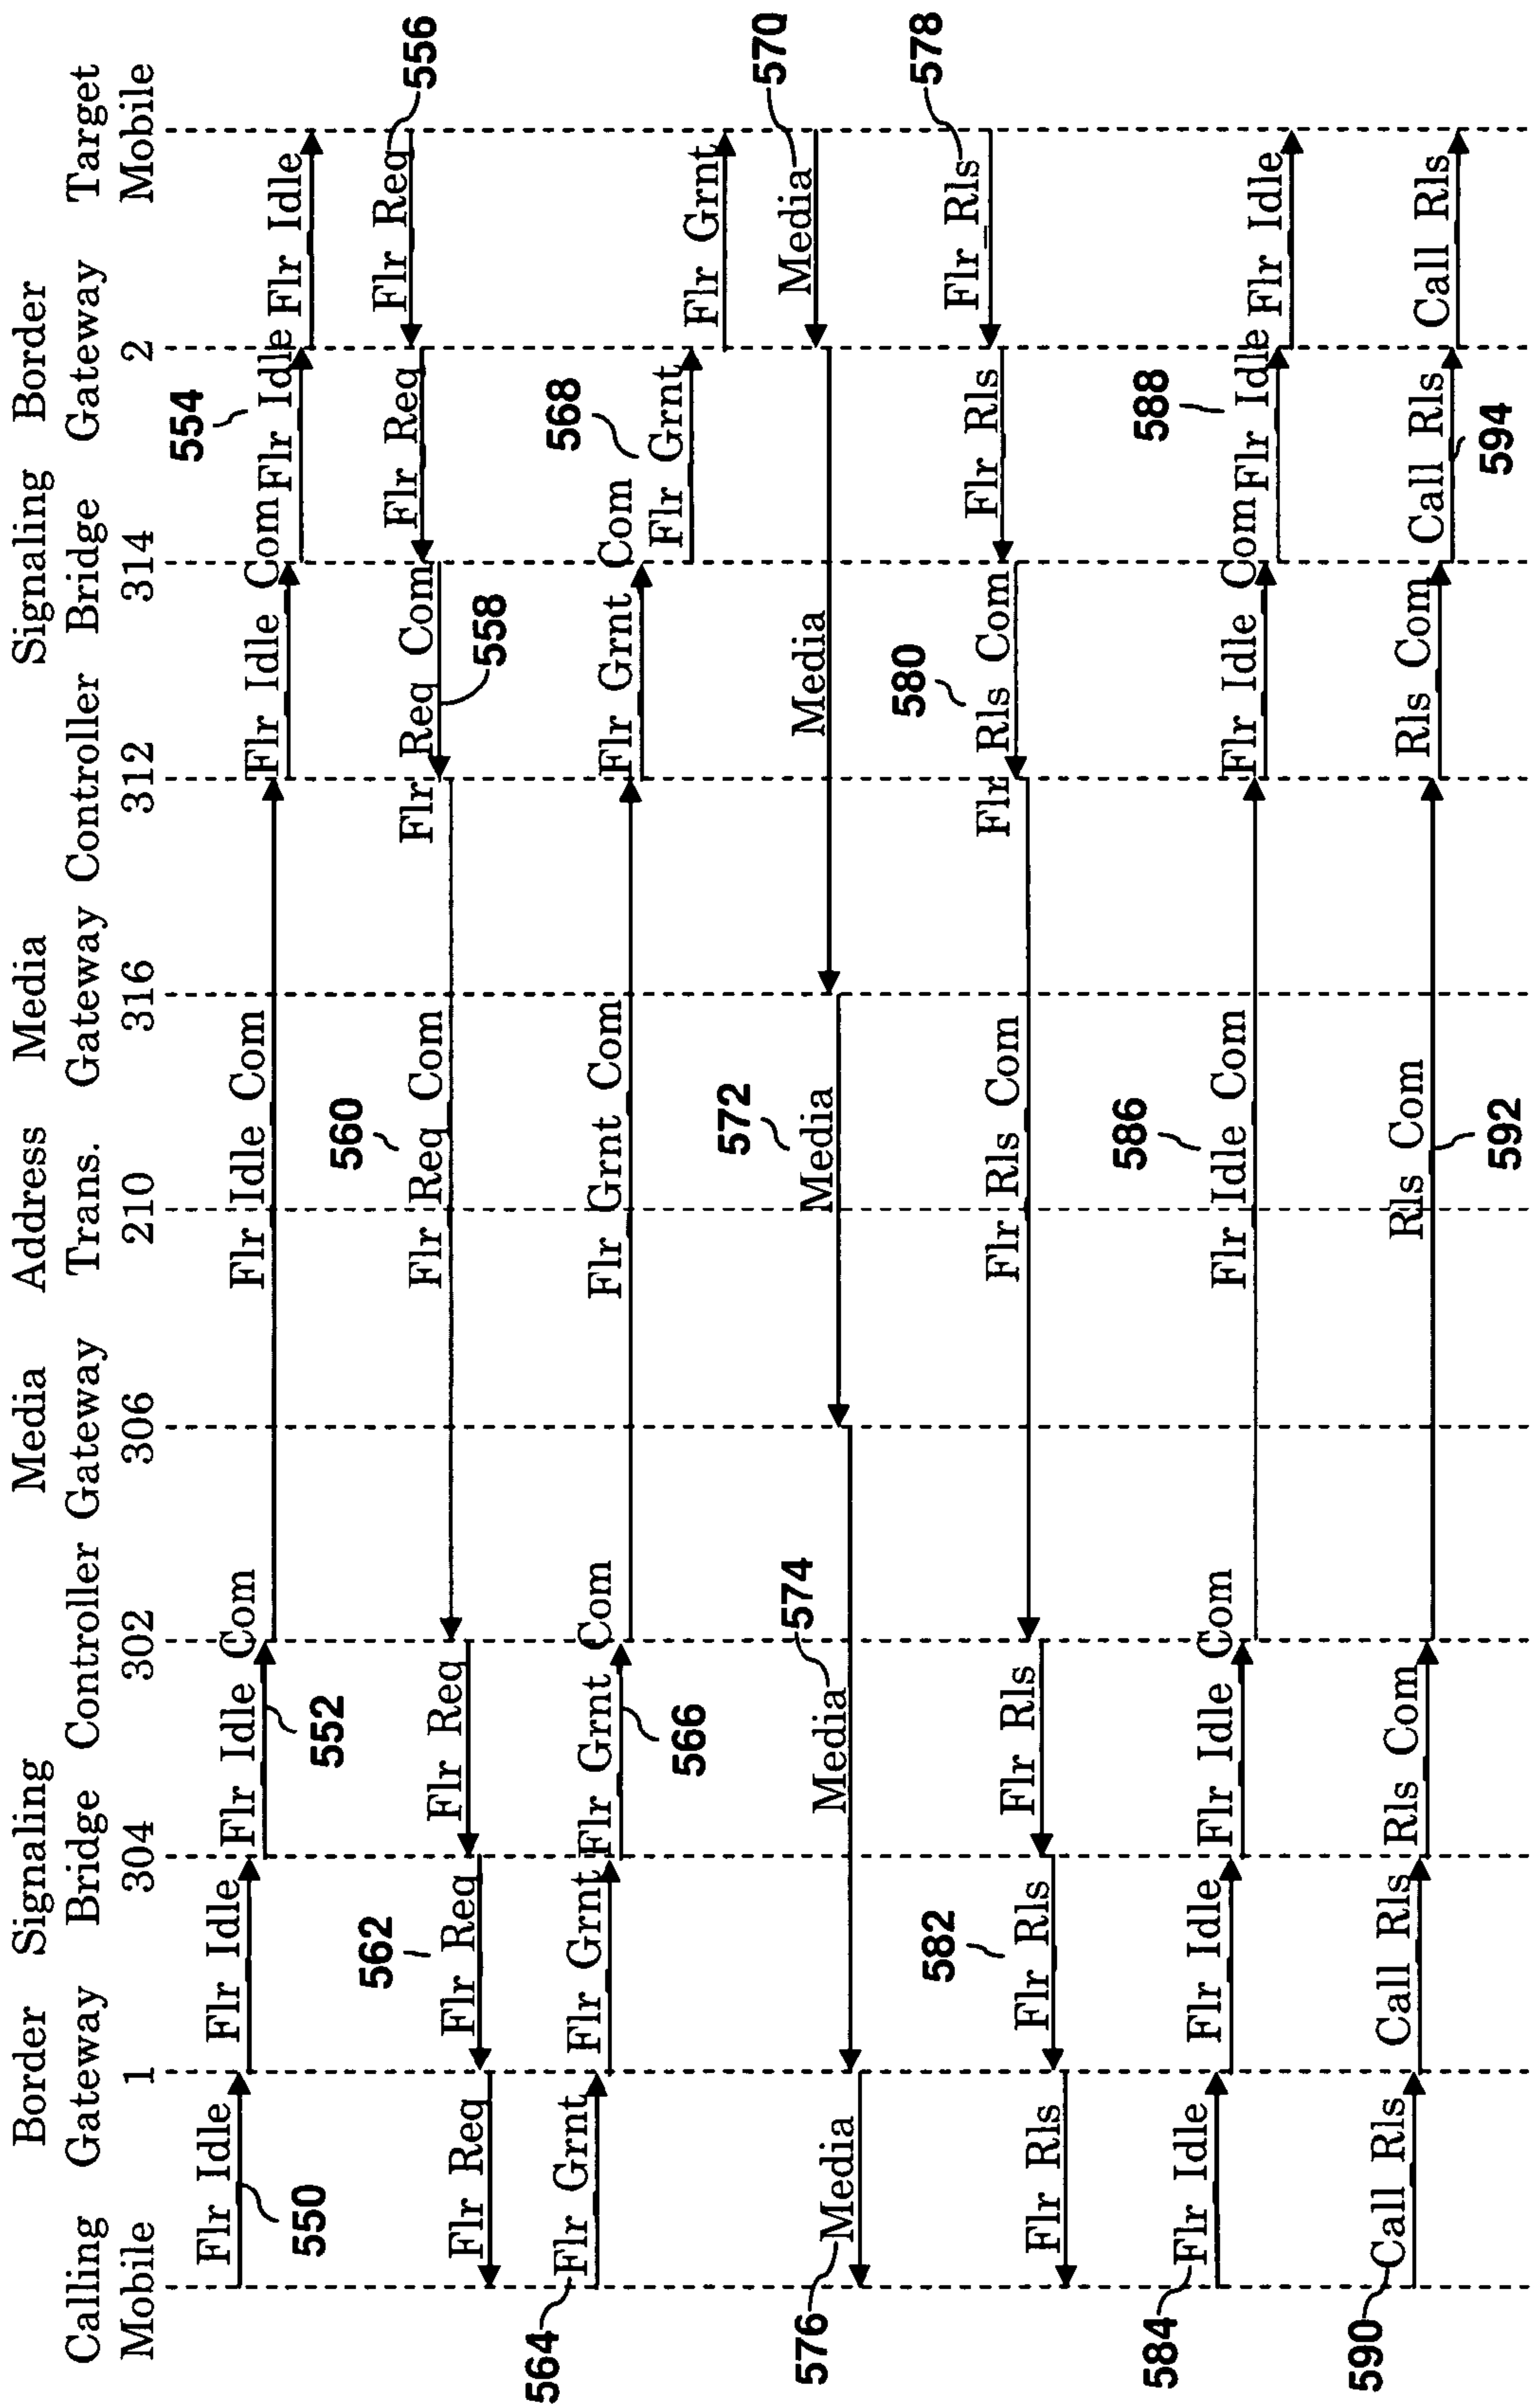 Calling Mobile
Border Gateway 1
Signaling Bridge 304
Controller 302
Media Gateway 306
Address Trans. 210
Media Gateway 316
Controller 312
Signaling Bridge 314
Border Gateway 2
Target Mobile
Flr Idle
550
Flr Idle
Flr Idle Com
552
Flr Idle Com
Flr Idle Com
Flr Idle
554
Flr Idle
Flr Req
556
Flr Req
Flr Req Com
558
Flr Req Com
560
Flr Req
Flr Req
562
Flr Req
564
Flr Grnt
Flr Grnt
Flr Grnt Com
566
Flr Grnt Com
Flr Grnt Com
Flr Grnt
568
Flr Grnt
Media
570
Media
Media
572
Media
574
Media
576
Flr Rls
578
Flr Rls
Flr Rls Com
580
Flr Rls Com
Flr Rls
Flr Rls
582
Flr Rls
584
Flr Idle
Flr Idle
Flr Idle Com
Flr Idle Com
586
Flr Idle Com
Flr Idle
588
Flr Idle
590
Call Rls
Call Rls
Rls Com
Rls Com
592
Rls Com
Call Rls
594
Call Rls